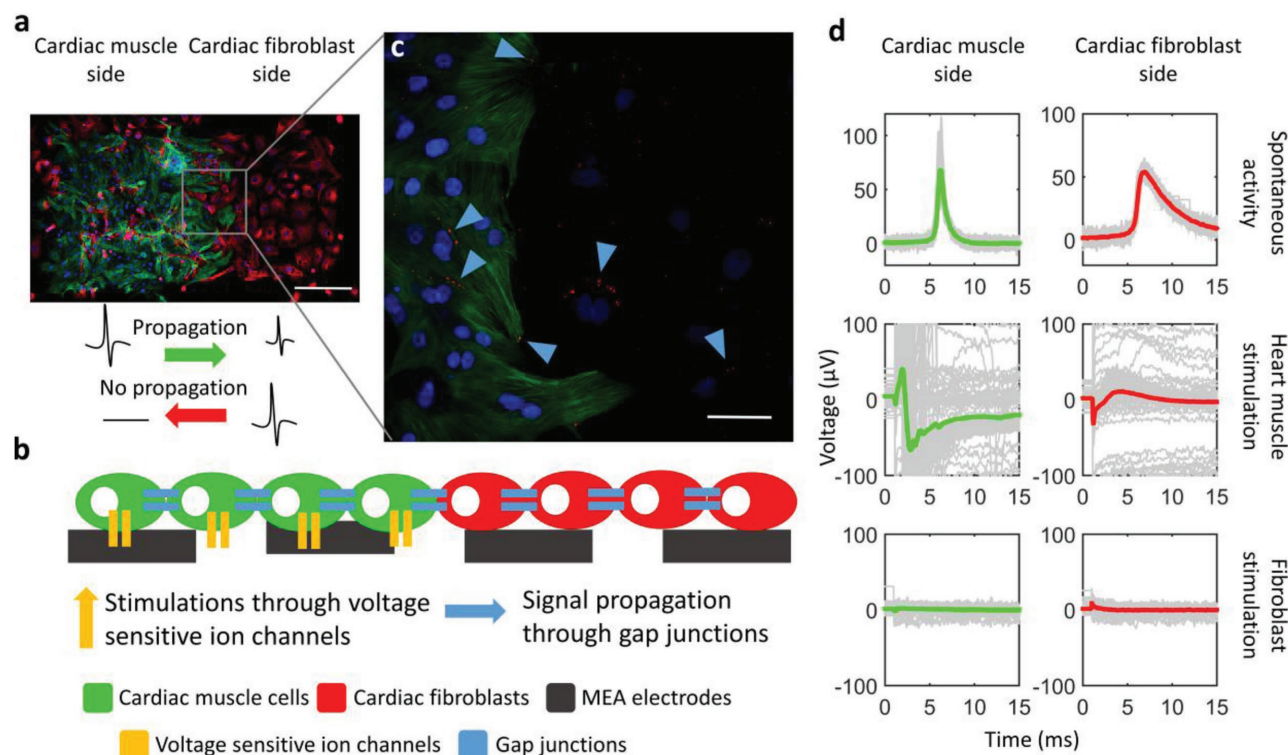 a
Cardiac muscle side
Cardiac fibroblast side
Propagation
No propagation
c
b
Stimulations through voltage
sensitive ion channels
Signal propagation
through gap junctions
Cardiac muscle cells
Cardiac fibroblasts
MEA electrodes
Voltage sensitive ion channels
Gap junctions
d
Cardiac muscle
side
Cardiac fibroblast
side
100
50
0
0 5 10 15
100
50
0
0 5 10 15
Spontaneous
activity
100
0
-100
0 5 10 15
100
0
-100
0 5 10 15
Heart muscle
stimulation
Voltage (µV)
100
0
-100
0 5 10 15
100
0
-100
0 5 10 15
Fibroblast
stimulation
Time (ms)